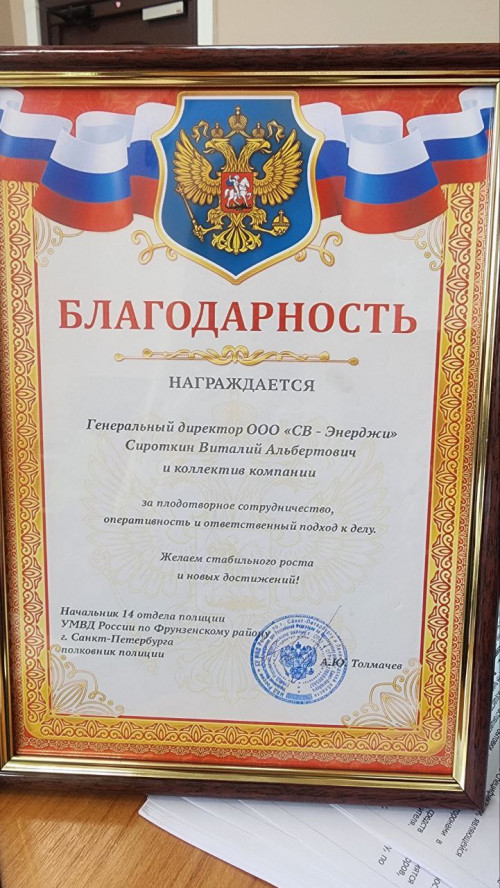 БЛАГОДАРНОСТЬ
НАГРАЖДАЕТСЯ
Генеральный директор ООО «СВ - Энерджи»
Сироткин Виталий Альбертович
и коллектив компании
за плодотворное сотрудничество,
оперативность и ответственный подход к делу.
Желаем стабильного роста
и новых достижений!
Начальник 14 отдела полиции
УМВД России по Фрунзенскому району
г. Санкт-Петербурга
полковник полиции
А.Ю. Толмачев